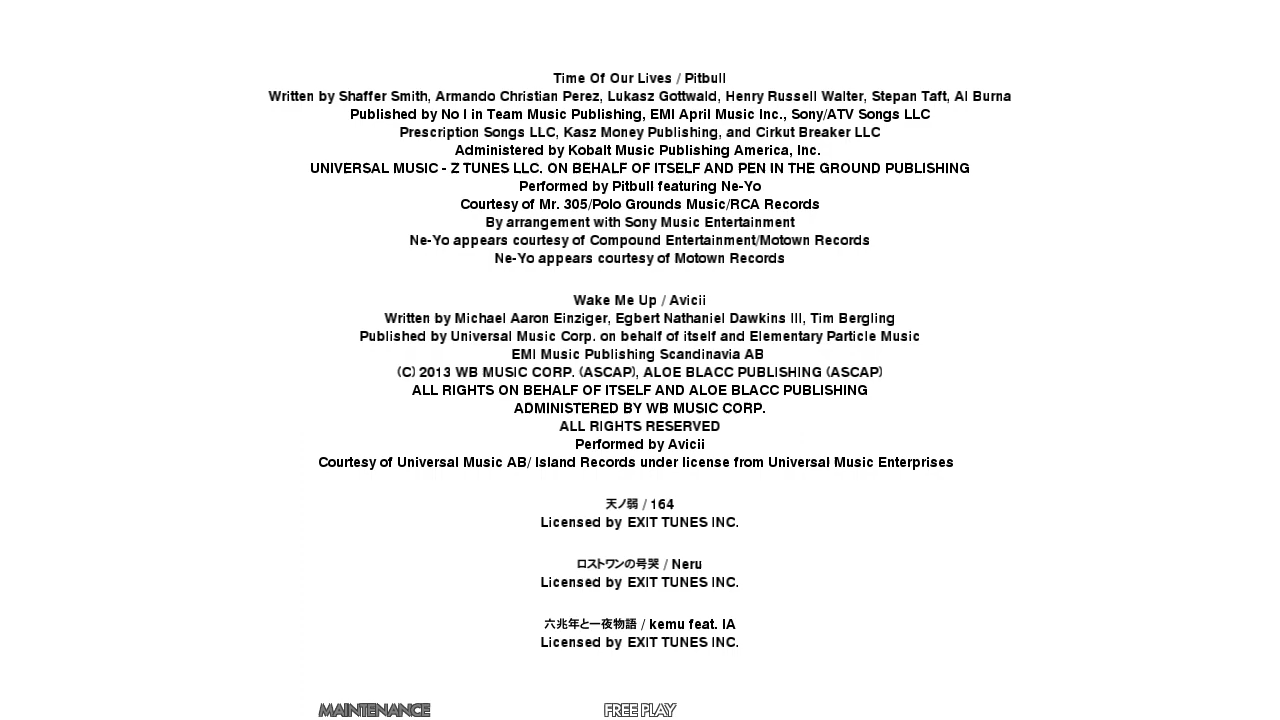 Time Of Our Lives / Pitbull
Written by Shaffer Smith, Armando Christian Perez, Lukasz Gottwald, Henry Russell Walter, Stepan Taft, Al Burna
Published by No I in Team Music Publishing, EMI April Music Inc., Sony/ATV Songs LLC
Prescription Songs LLC, Kasz Money Publishing, and Cirkut Breaker LLC
Administered by Kobalt Music Publishing America, Inc.
UNIVERSAL MUSIC - Z TUNES LLC. ON BEHALF OF ITSELF AND PEN IN THE GROUND PUBLISHING
Performed by Pitbull featuring Ne-Yo
Courtesy of Mr. 305/Polo Grounds Music/RCA Records
By arrangement with Sony Music Entertainment
Ne-Yo appears courtesy of Compound Entertainment/Motown Records
Ne-Yo appears courtesy of Motown Records
Wake Me Up / Avicii
Written by Michael Aaron Einziger, Egbert Nathaniel Dawkins III, Tim Bergling
Published by Universal Music Corp. on behalf of itself and Elementary Particle Music
EMI Music Publishing Scandinavia AB
(C) 2013 WB MUSIC CORP. (ASCAP), ALOE BLACC PUBLISHING (ASCAP)
ALL RIGHTS ON BEHALF OF ITSELF AND ALOE BLACC PUBLISHING
ADMINISTERED BY WB MUSIC CORP.
ALL RIGHTS RESERVED
Performed by Avicii
Courtesy of Universal Music AB/ Island Records under license from Universal Music Enterprises
天ノ弱 / 164
Licensed by EXIT TUNES INC.
ロストワンの号哭 / Neru
Licensed by EXIT TUNES INC.
六兆年と一夜物語 / kemu feat. IA
Licensed by EXIT TUNES INC.
MAINTENANCE
FREE PLAY